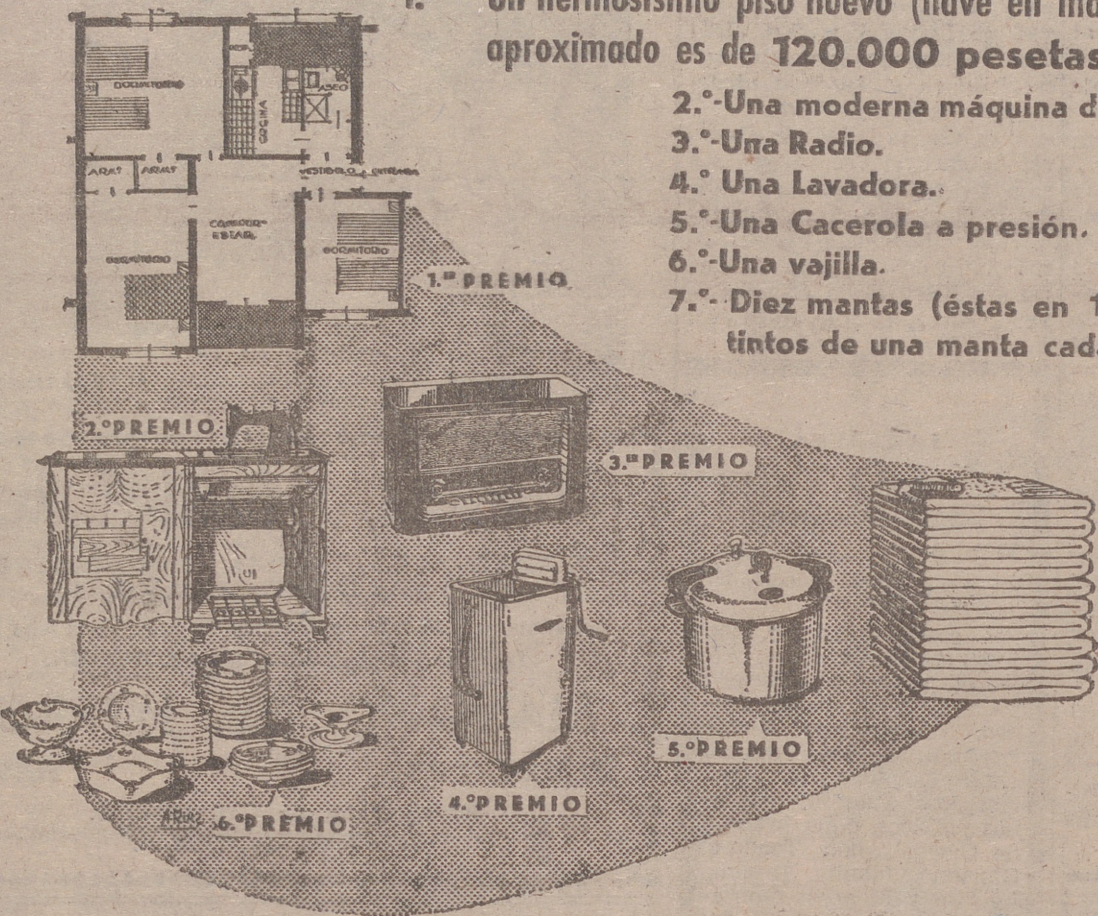 1.º Un hermosísimo piso nuevo (llave en
aproximado es de 120.000 pesetas
2.º-Una moderna máquina d
3.º-Una Radio.
4.º Una Lavadora.
5.º-Una Cacerola a presión.
6.º-Una vajilla.
7.º- Diez mantas (éstas en 1
tintos de una manta cada
DORMITORIO
COCINA
ASEO
ARMº
ARMº
VESTIBULO ENTRADA
COMEDOR
ESTAR
DORMITORIO
DORMITORIO
1.er PREMIO
2.º PREMIO
3.er PREMIO
5.º PREMIO
4.º PREMIO
6.º PREMIO